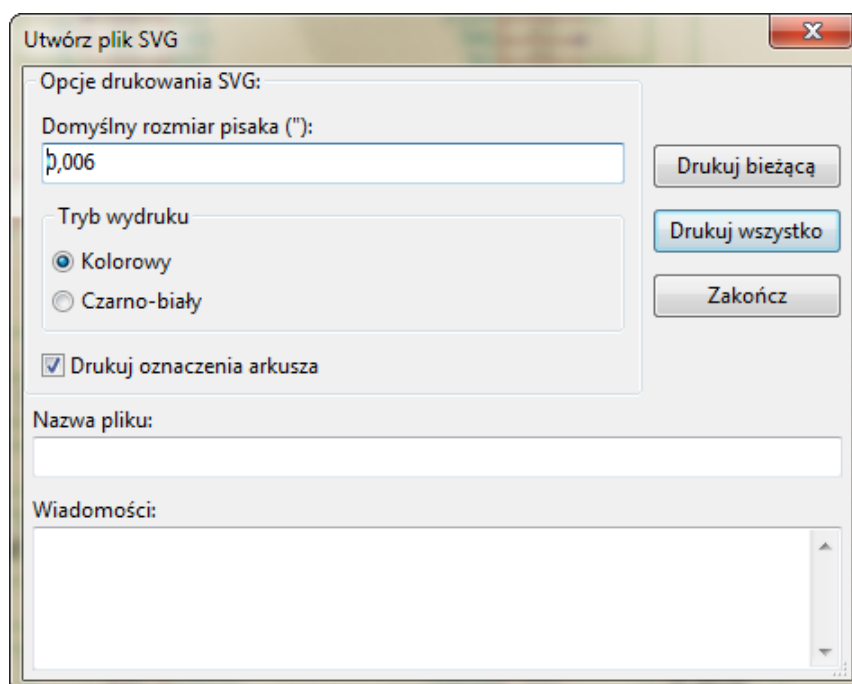 Utwórz plik SVG
Opcje drukowania SVG:
Domyślny rozmiar pisaka ("):
0,006
Tryb wydruku
Kolorowy
Czarno-biały
Drukuj oznaczenia arkusza
Drukuj bieżącą
Drukuj wszystko
Zakończ
Nazwa pliku:
Wiadomości: